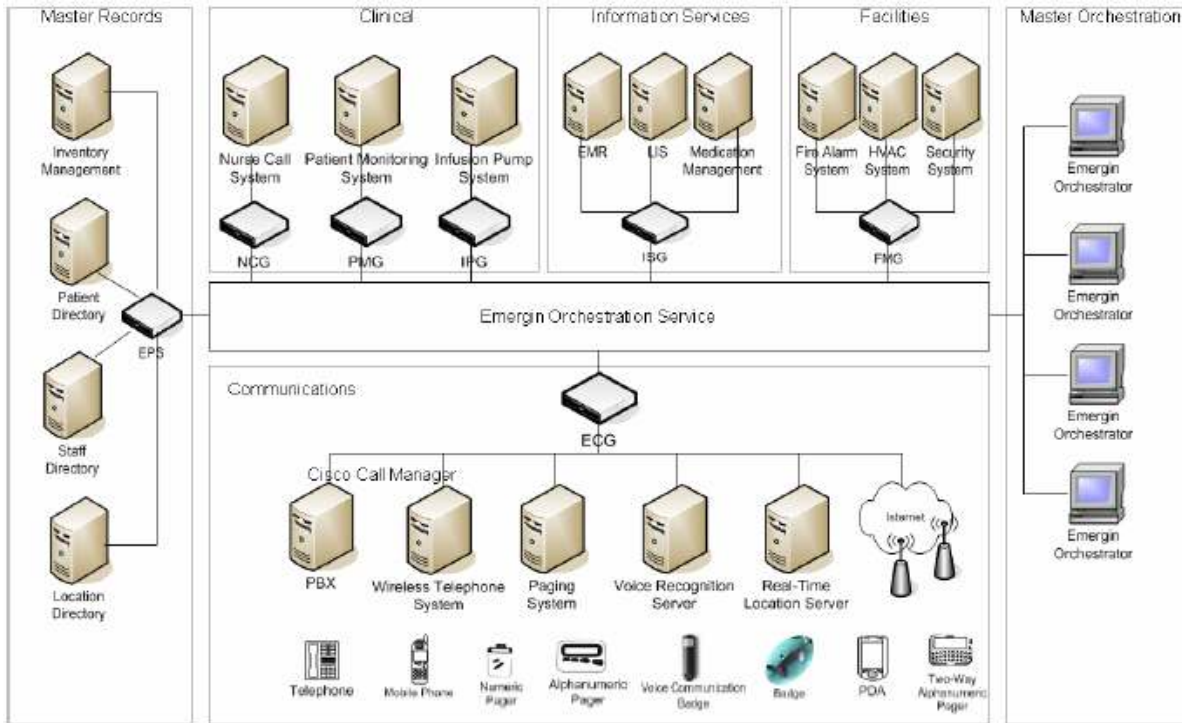 Master Records
Inventory
Management
Patient
Directory
EPS
Staff
Directory
Location
Directory
Clinical
Nurse Call
System
Patient Monitoring
System
Infusion Pump
System
NCG
PMG
IPG
Information Services
EMR
LIS
Medication
Management
ISG
Facilities
Fire Alarm
System
HVAC
System
Security
System
FMG
Master Orchestration
Emergin
Orchestrator
Emergin
Orchestrator
Emergin
Orchestrator
Emergin
Orchestrator
Emergin Orchestration Service
Communications
ECG
Cisco Call Manager
PBX
Wireless Telephone
System
Paging
System
Voice Recognition
Server
Real-Time
Location Server
Internet
Telephone
Mobile Phone
Numeric
Pager
Alphanumeric
Pager
Voice Communication
Badge
Badge
PDA
Two-Way
Alphanumeric
Pager